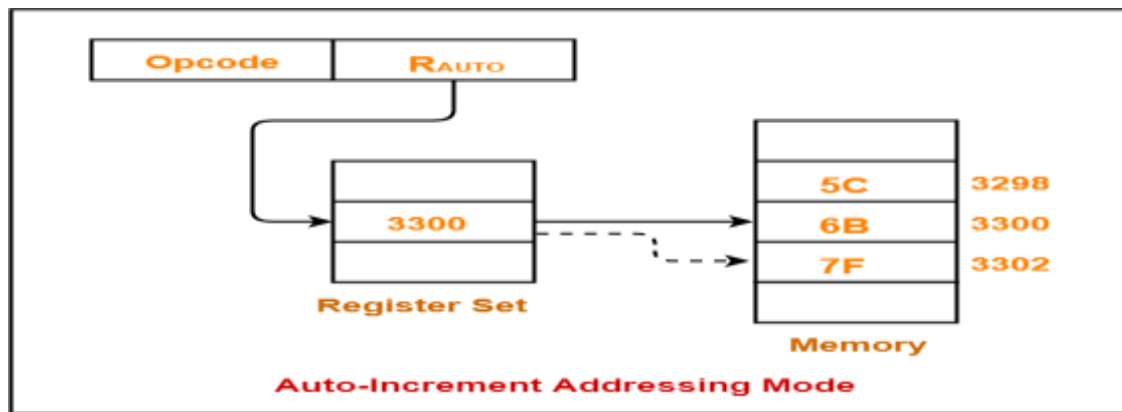 Opcode RAUTO
5C 3298
3300 6B 3300
7F 3302
Register Set
Memory
Auto-Increment Addressing Mode